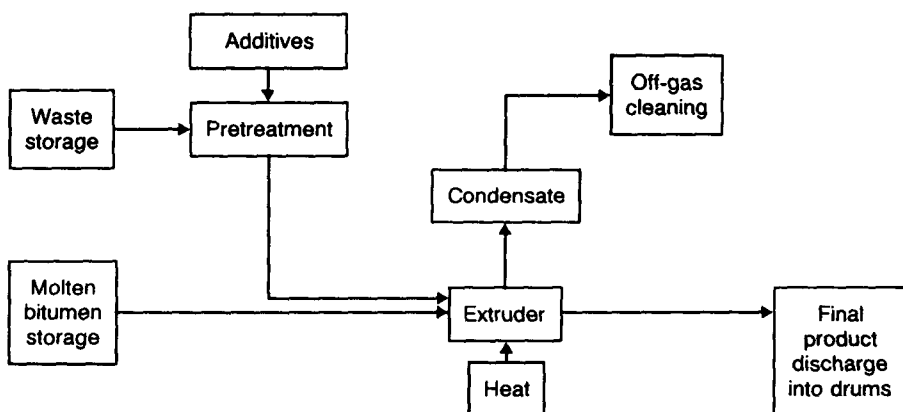 Additives
Off-gas
cleaning
Waste
storage
Pretreatment
Condensate
Molten
bitumen
storage
Extruder
Final
product
discharge
into drums
Heat